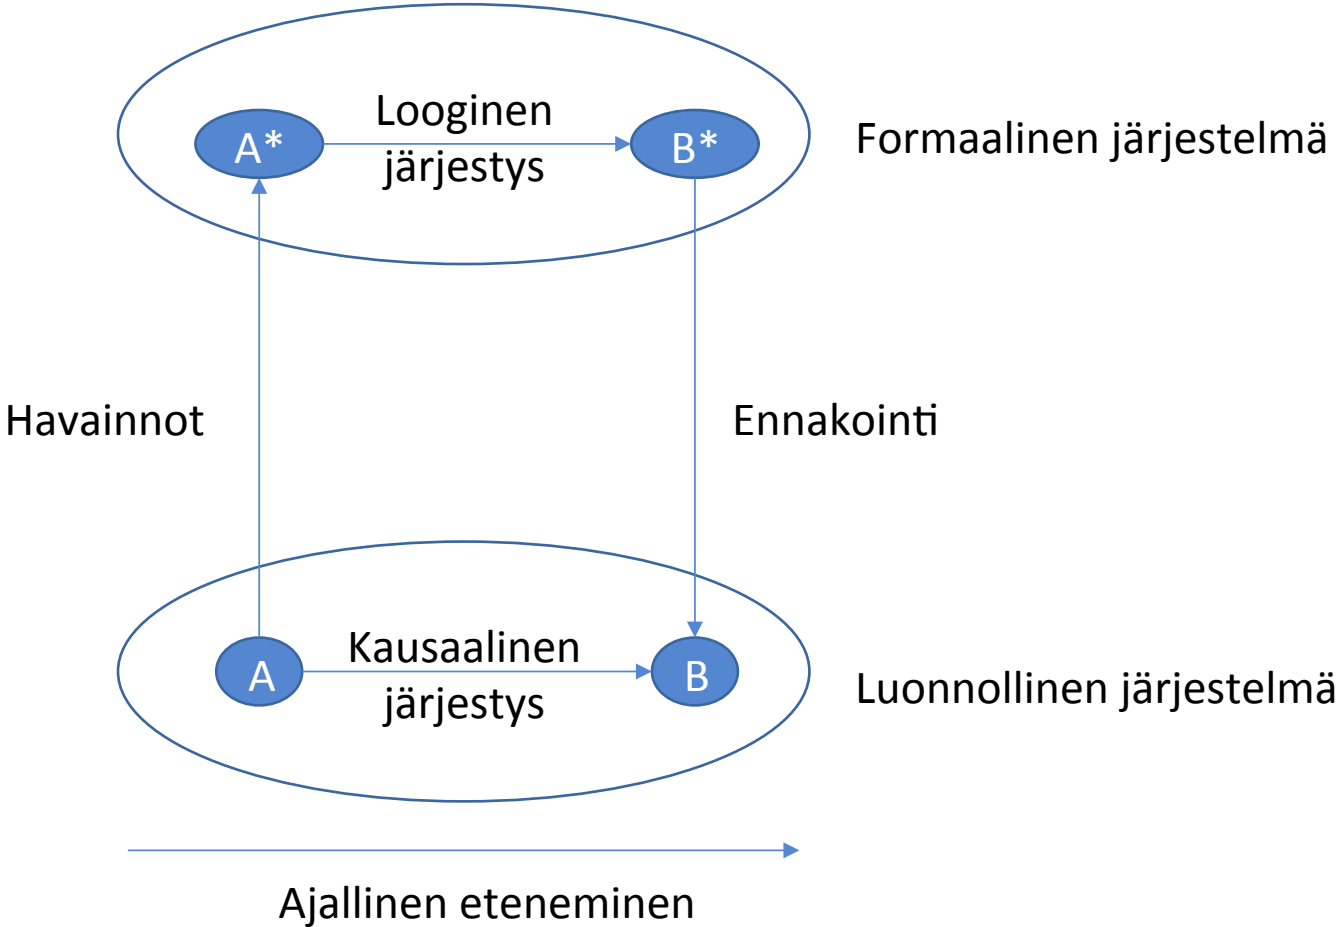 Looginen
järjestys
A*
B*
Formaalinen järjestelmä
Havainnot
Ennakointi
Kausaalinen
järjestys
A
B
Luonnollinen järjestelmä
Ajallinen eteneminen